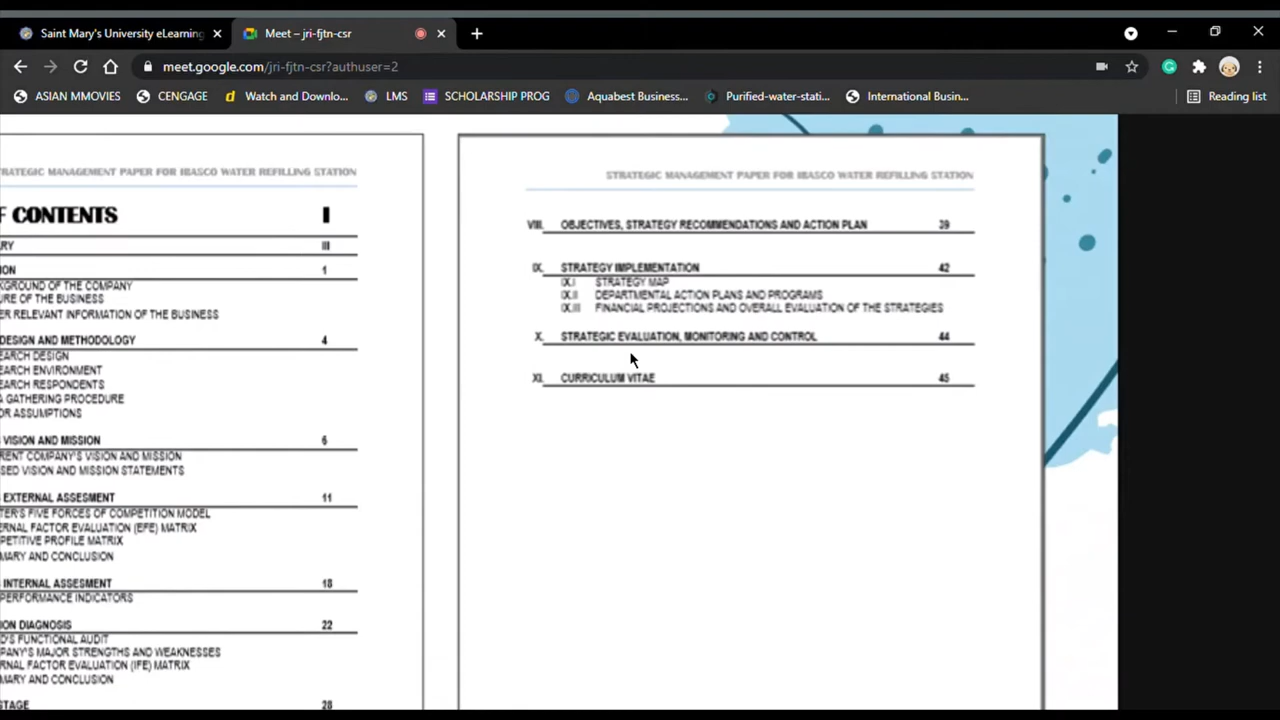 Saint Mary's University eLearning
Meet – jri-fjtn-csr
meet.google.com/jri-fjtn-csr?authuser=2
ASIAN MMOVIES
CENGAGE
Watch and Downlo...
LMS
SCHOLARSHIP PROG
Aquabest Business...
Purified-water-stati...
International Busin...
Reading list
TRATEGIC MANAGEMENT PAPER FOR IBASCO WATER REFILLING STATION
F CONTENTS I
RY III
ION 1
KGROUND OF THE COMPANY
URE OF THE BUSINESS
ER RELEVANT INFORMATION OF THE BUSINESS
DESIGN AND METHODOLOGY 4
EARCH DESIGN
EARCH ENVIRONMENT
EARCH RESPONDENTS
A GATHERING PROCEDURE
OR ASSUMPTIONS
VISION AND MISSION 6
RENT COMPANY'S VISION AND MISSION
SED VISION AND MISSION STATEMENTS
EXTERNAL ASSESMENT 11
TER'S FIVE FORCES OF COMPETITION MODEL
ERNAL FACTOR EVALUATION (EFE) MATRIX
PETITIVE PROFILE MATRIX
MARY AND CONCLUSION
INTERNAL ASSESMENT 18
PERFORMANCE INDICATORS
ION DIAGNOSIS 22
D'S FUNCTIONAL AUDIT
PANY'S MAJOR STRENGTHS AND WEAKNESSES
RNAL FACTOR EVALUATION (IFE) MATRIX
MARY AND CONCLUSION
STAGE 28
STRATEGIC MANAGEMENT PAPER FOR IBASCO WATER REFILLING STATION
VIII. OBJECTIVES, STRATEGY RECOMMENDATIONS AND ACTION PLAN 39
IX. STRATEGY IMPLEMENTATION 42
IX.I STRATEGY MAP
IX.II DEPARTMENTAL ACTION PLANS AND PROGRAMS
IX.III FINANCIAL PROJECTIONS AND OVERALL EVALUATION OF THE STRATEGIES
X. STRATEGIC EVALUATION, MONITORING AND CONTROL 44
XI. CURRICULUM VITAE 45